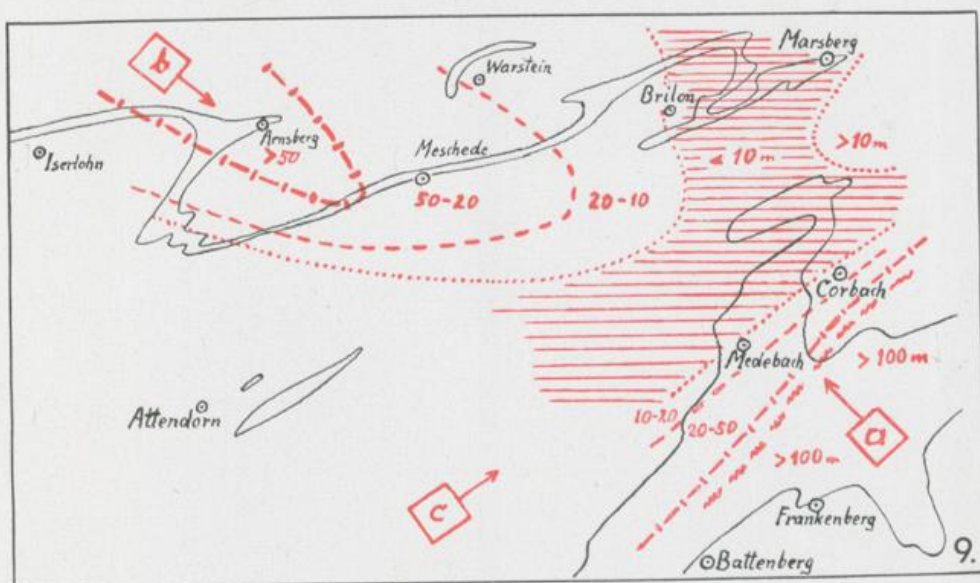 Marsberg
b
Warstein
Brilon
Arnsberg
>50
Iserlohn
Meschede
< 10 m
>10 m
50-20
20-10
Corbach
Medebach
> 100 m
Attendorn
10-20
20-50
a
>100 m
c
Frankenberg
Battenberg
9.